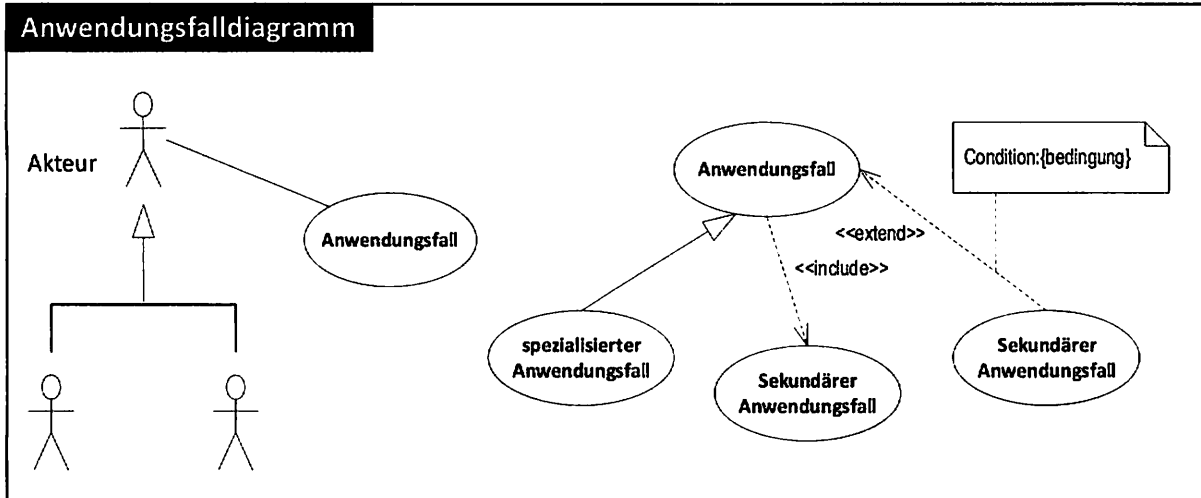 Anwendungsfalldiagramm
Akteur
Anwendungsfall
Anwendungsfall
Condition:{bedingung}
<<extend>>
<<include>>
spezialisierter
Anwendungsfall
Sekundärer
Anwendungsfall
Sekundärer
Anwendungsfall